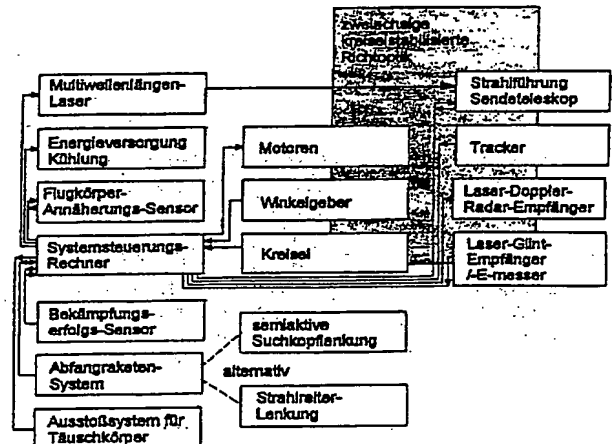 zweiachsige
kreiselstabilisierte
Richtoptik
Multiwellenlängen-
Laser
Strahlführung
Sendeteleskop
Energieversorgung
Kühlung
Motoren
Tracker
Flugkörper-
Annäherungs-Sensor
Winkelgeber
Laser-Doppler-
Radar-Empfänger
Systemsteuerungs-
Rechner
Kreisel
Laser-Glint-
Empfänger
/-E-messer
Bekämpfungs-
erfolgs-Sensor
semiaktive
Suchkopflenkung
Abfangraketen-
System
alternativ
Strahlreiter-
Lenkung
Ausstoßsystem für
Täuschkörper